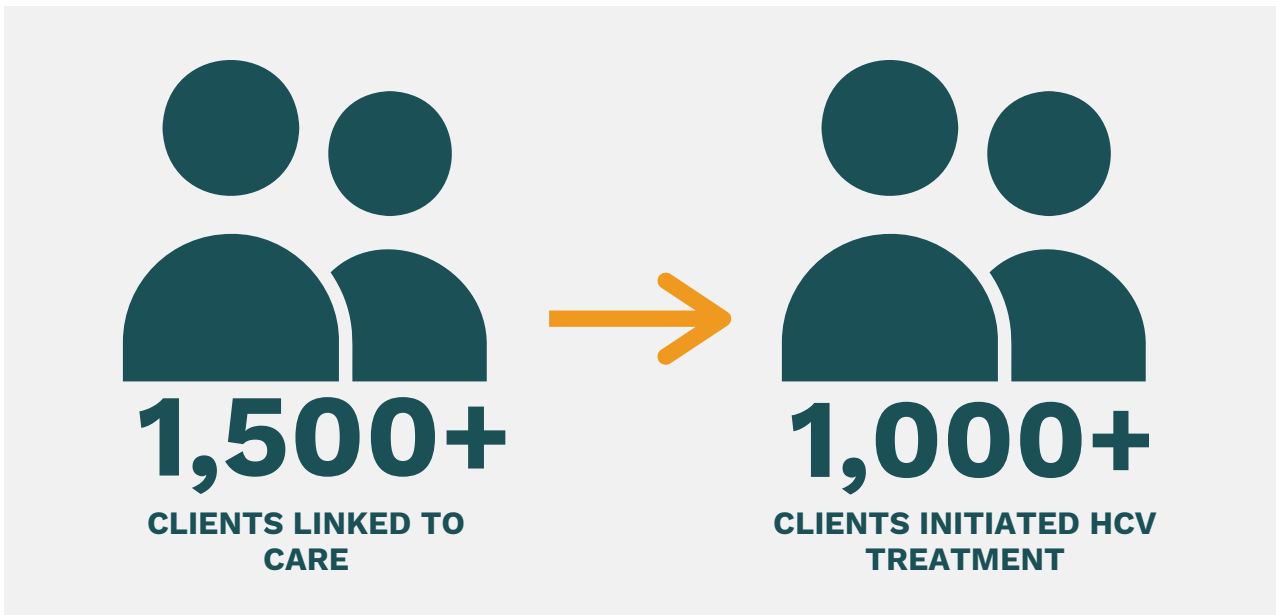 1,500+
CLIENTS LINKED TO
CARE
1,000+
CLIENTS INITIATED HCV
TREATMENT